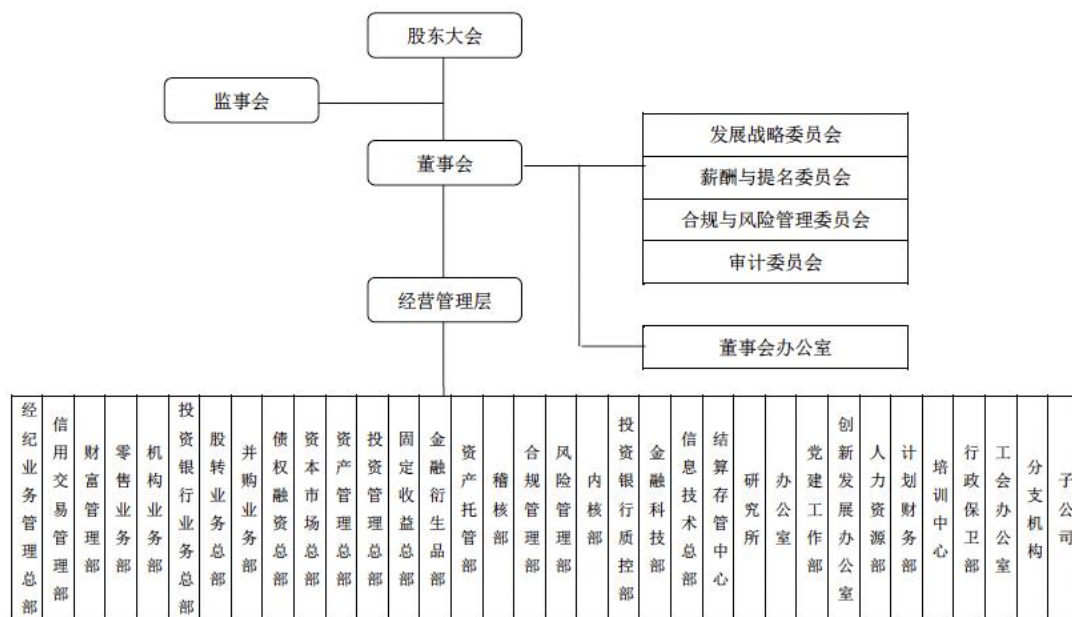 股东大会
监事会
董事会
发展战略委员会
薪酬与提名委员会
合规与风险管理委员会
审计委员会
经营管理层
董事会办公室
经纪业务管理总部
信用交易管理部
财富管理部
零售业务部
机构业务部
投资银行业务总部
股转业务总部
并购业务部
债权融资总部
资本市场总部
资产管理总部
投资管理总部
固定收益总部
金融衍生品部
资产托管部
稽核部
合规管理部
风险管理部
内核部
投资银行质控部
金融科技部
信息技术总部
结算存管中心
研究所
办公室
党建工作部
创新发展办公室
人力资源部
计划财务部
培训中心
行政保卫部
工会办公室
分支机构
子公司